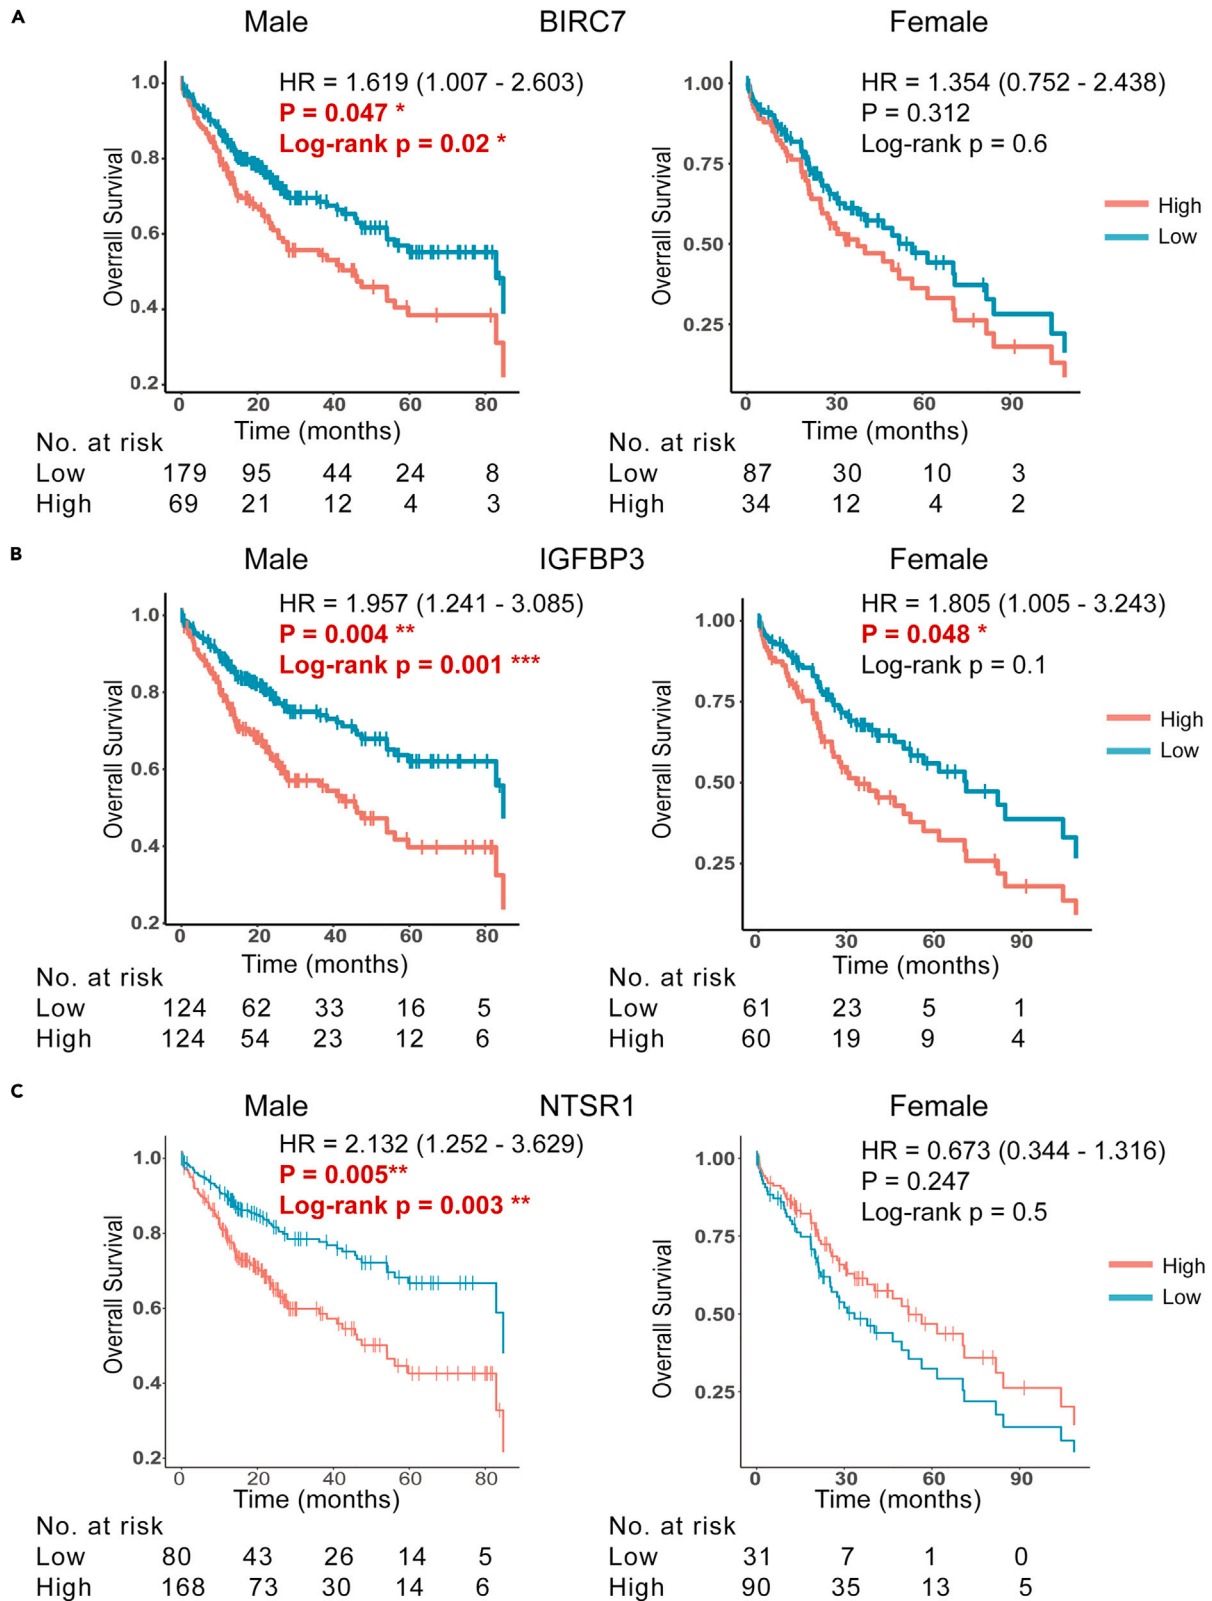 A
Male BIRC7 Female
HR = 1.619 (1.007 - 2.603)
P = 0.047 *
Log-rank p = 0.02 *
1.0
0.8
0.6
0.4
0.2
Overrall Survival
0 20 40 60 80
Time (months)
HR = 1.354 (0.752 - 2.438)
P = 0.312
Log-rank p = 0.6
1.00
0.75
0.50
0.25
Overrall Survival
0 30 60 90
Time (months)
High
Low
No. at risk
Low 179 95 44 24 8
High 69 21 12 4 3
No. at risk
Low 87 30 10 3
High 34 12 4 2
B
Male IGFBP3 Female
HR = 1.957 (1.241 - 3.085)
P = 0.004 **
Log-rank p = 0.001 ***
1.0
0.8
0.6
0.4
0.2
Overrall Survival
0 20 40 60 80
Time (months)
HR = 1.805 (1.005 - 3.243)
P = 0.048 *
Log-rank p = 0.1
1.00
0.75
0.50
0.25
Overrall Survival
0 30 60 90
Time (months)
High
Low
No. at risk
Low 124 62 33 16 5
High 124 54 23 12 6
No. at risk
Low 61 23 5 1
High 60 19 9 4
C
Male NTSR1 Female
HR = 2.132 (1.252 - 3.629)
P = 0.005**
Log-rank p = 0.003 **
1.0
0.8
0.6
0.4
0.2
Overrall Survival
0 20 40 60 80
Time (months)
HR = 0.673 (0.344 - 1.316)
P = 0.247
Log-rank p = 0.5
1.00
0.75
0.50
0.25
Overrall Survival
0 30 60 90
Time (months)
High
Low
No. at risk
Low 80 43 26 14 5
High 168 73 30 14 6
No. at risk
Low 31 7 1 0
High 90 35 13 5